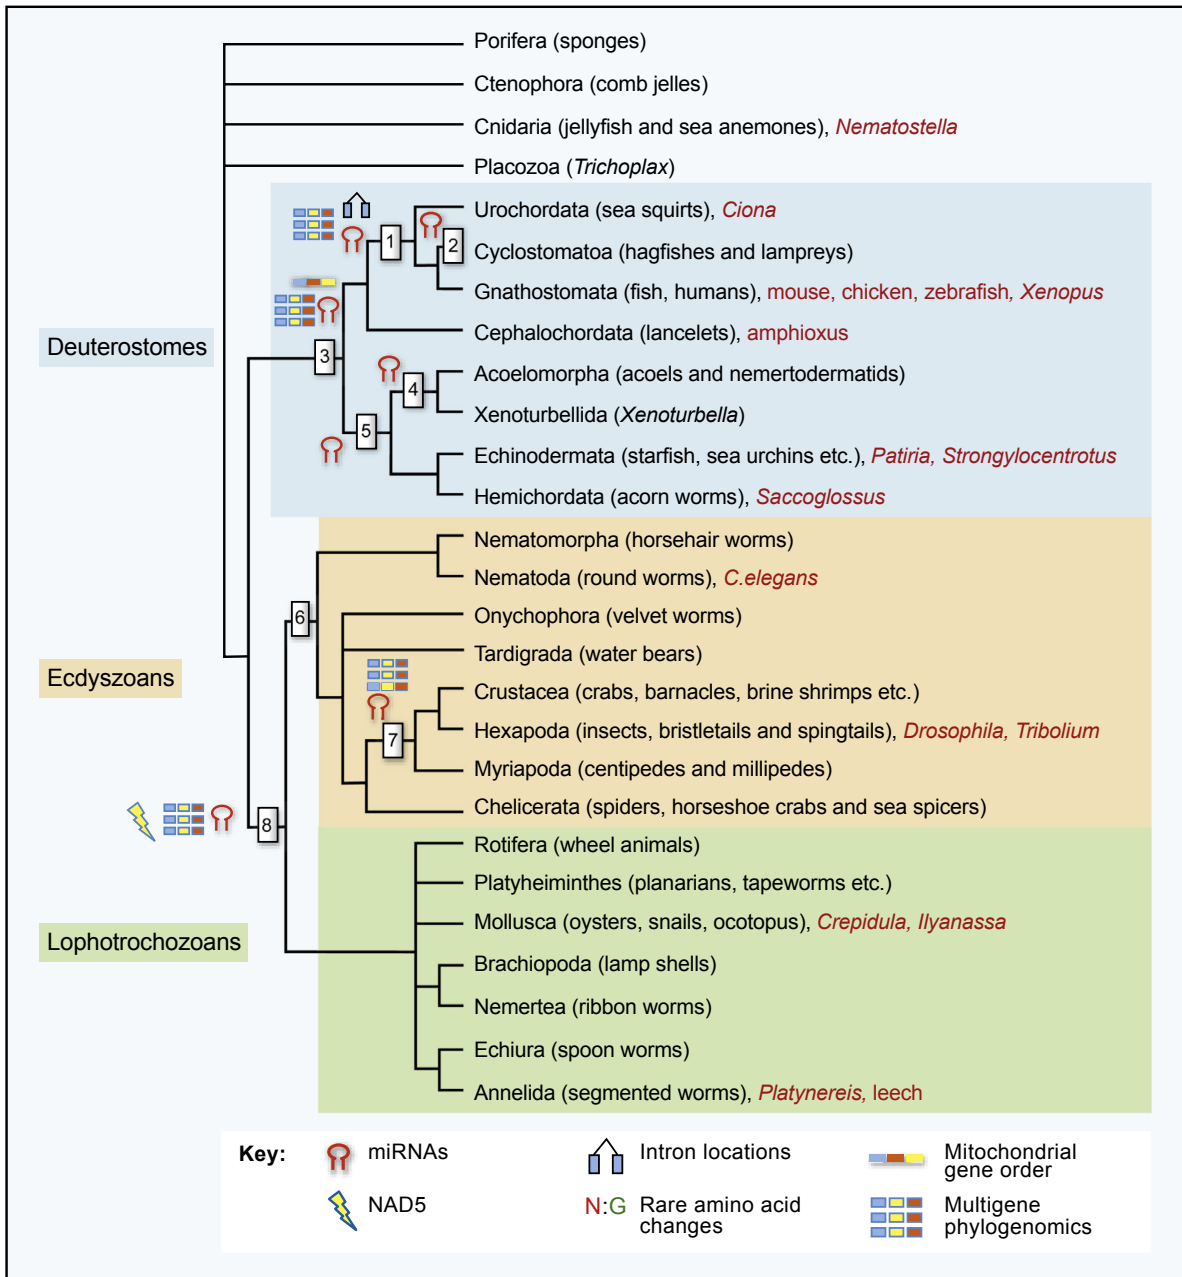 Porifera (sponges)
Ctenophora (comb jelles)
Cnidaria (jellyfish and sea anemones), Nematostella
Placozoa (Trichoplax)
Deuterostomes
Urochordata (sea squirts), Ciona
1
2
Cyclostomatoa (hagfishes and lampreys)
Gnathostomata (fish, humans), mouse, chicken, zebrafish, Xenopus
Cephalochordata (lancelets), amphioxus
3
Acoelomorpha (acoels and nemertodermatids)
4
Xenoturbellida (Xenoturbella)
5
Echinodermata (starfish, sea urchins etc.), Patiria, Strongylocentrotus
Hemichordata (acorn worms), Saccoglossus
Ecdyszoans
Nematomorpha (horsehair worms)
Nematoda (round worms), C.elegans
6
Onychophora (velvet worms)
Tardigrada (water bears)
Crustacea (crabs, barnacles, brine shrimps etc.)
Hexapoda (insects, bristletails and spingtails), Drosophila, Tribolium
7
Myriapoda (centipedes and millipedes)
Chelicerata (spiders, horseshoe crabs and sea spicers)
8
Lophotrochozoans
Rotifera (wheel animals)
Platyheiminthes (planarians, tapeworms etc.)
Mollusca (oysters, snails, ocotopus), Crepidula, Ilyanassa
Brachiopoda (lamp shells)
Nemertea (ribbon worms)
Echiura (spoon worms)
Annelida (segmented worms), Platynereis, leech
Key:
miRNAs
Intron locations
Mitochondrial
gene order
NAD5
N:G
Rare amino acid
changes
Multigene
phylogenomics